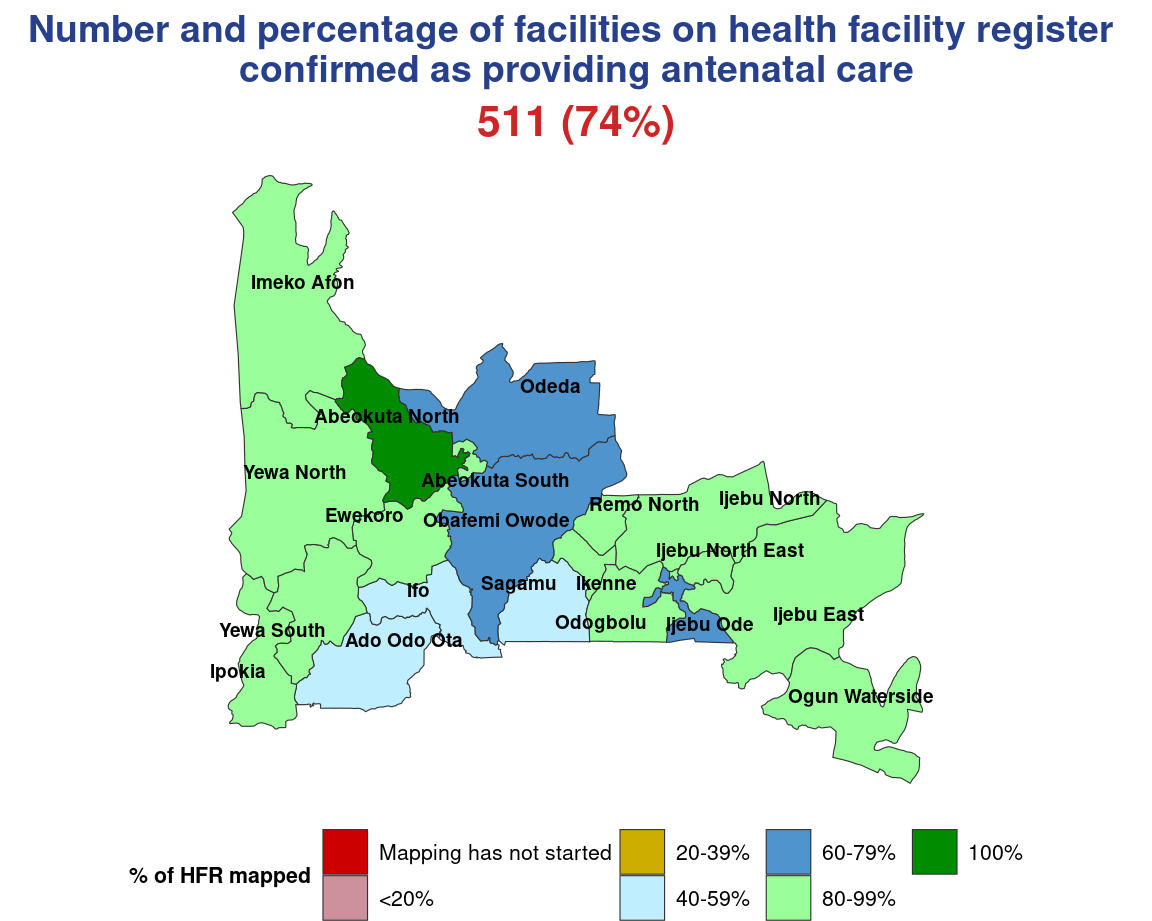 Number and percentage of facilities on health facility register
confirmed as providing antenatal care
511 (74%)
Imeko Afon
Odeda
Abeokuta North
Yewa North
Abeokuta South
Ijebu North
Remo North
Ewekoro
Obafemi Owode
Ijebu North East
Ifo
Sagamu
Ikenne
Ijebu East
Odogbolu
Ijebu Ode
Yewa South
Ado Odo Ota
Ipokia
Ogun Waterside
% of HFR mapped
Mapping has not started
<20%
20-39%
40-59%
60-79%
80-99%
100%